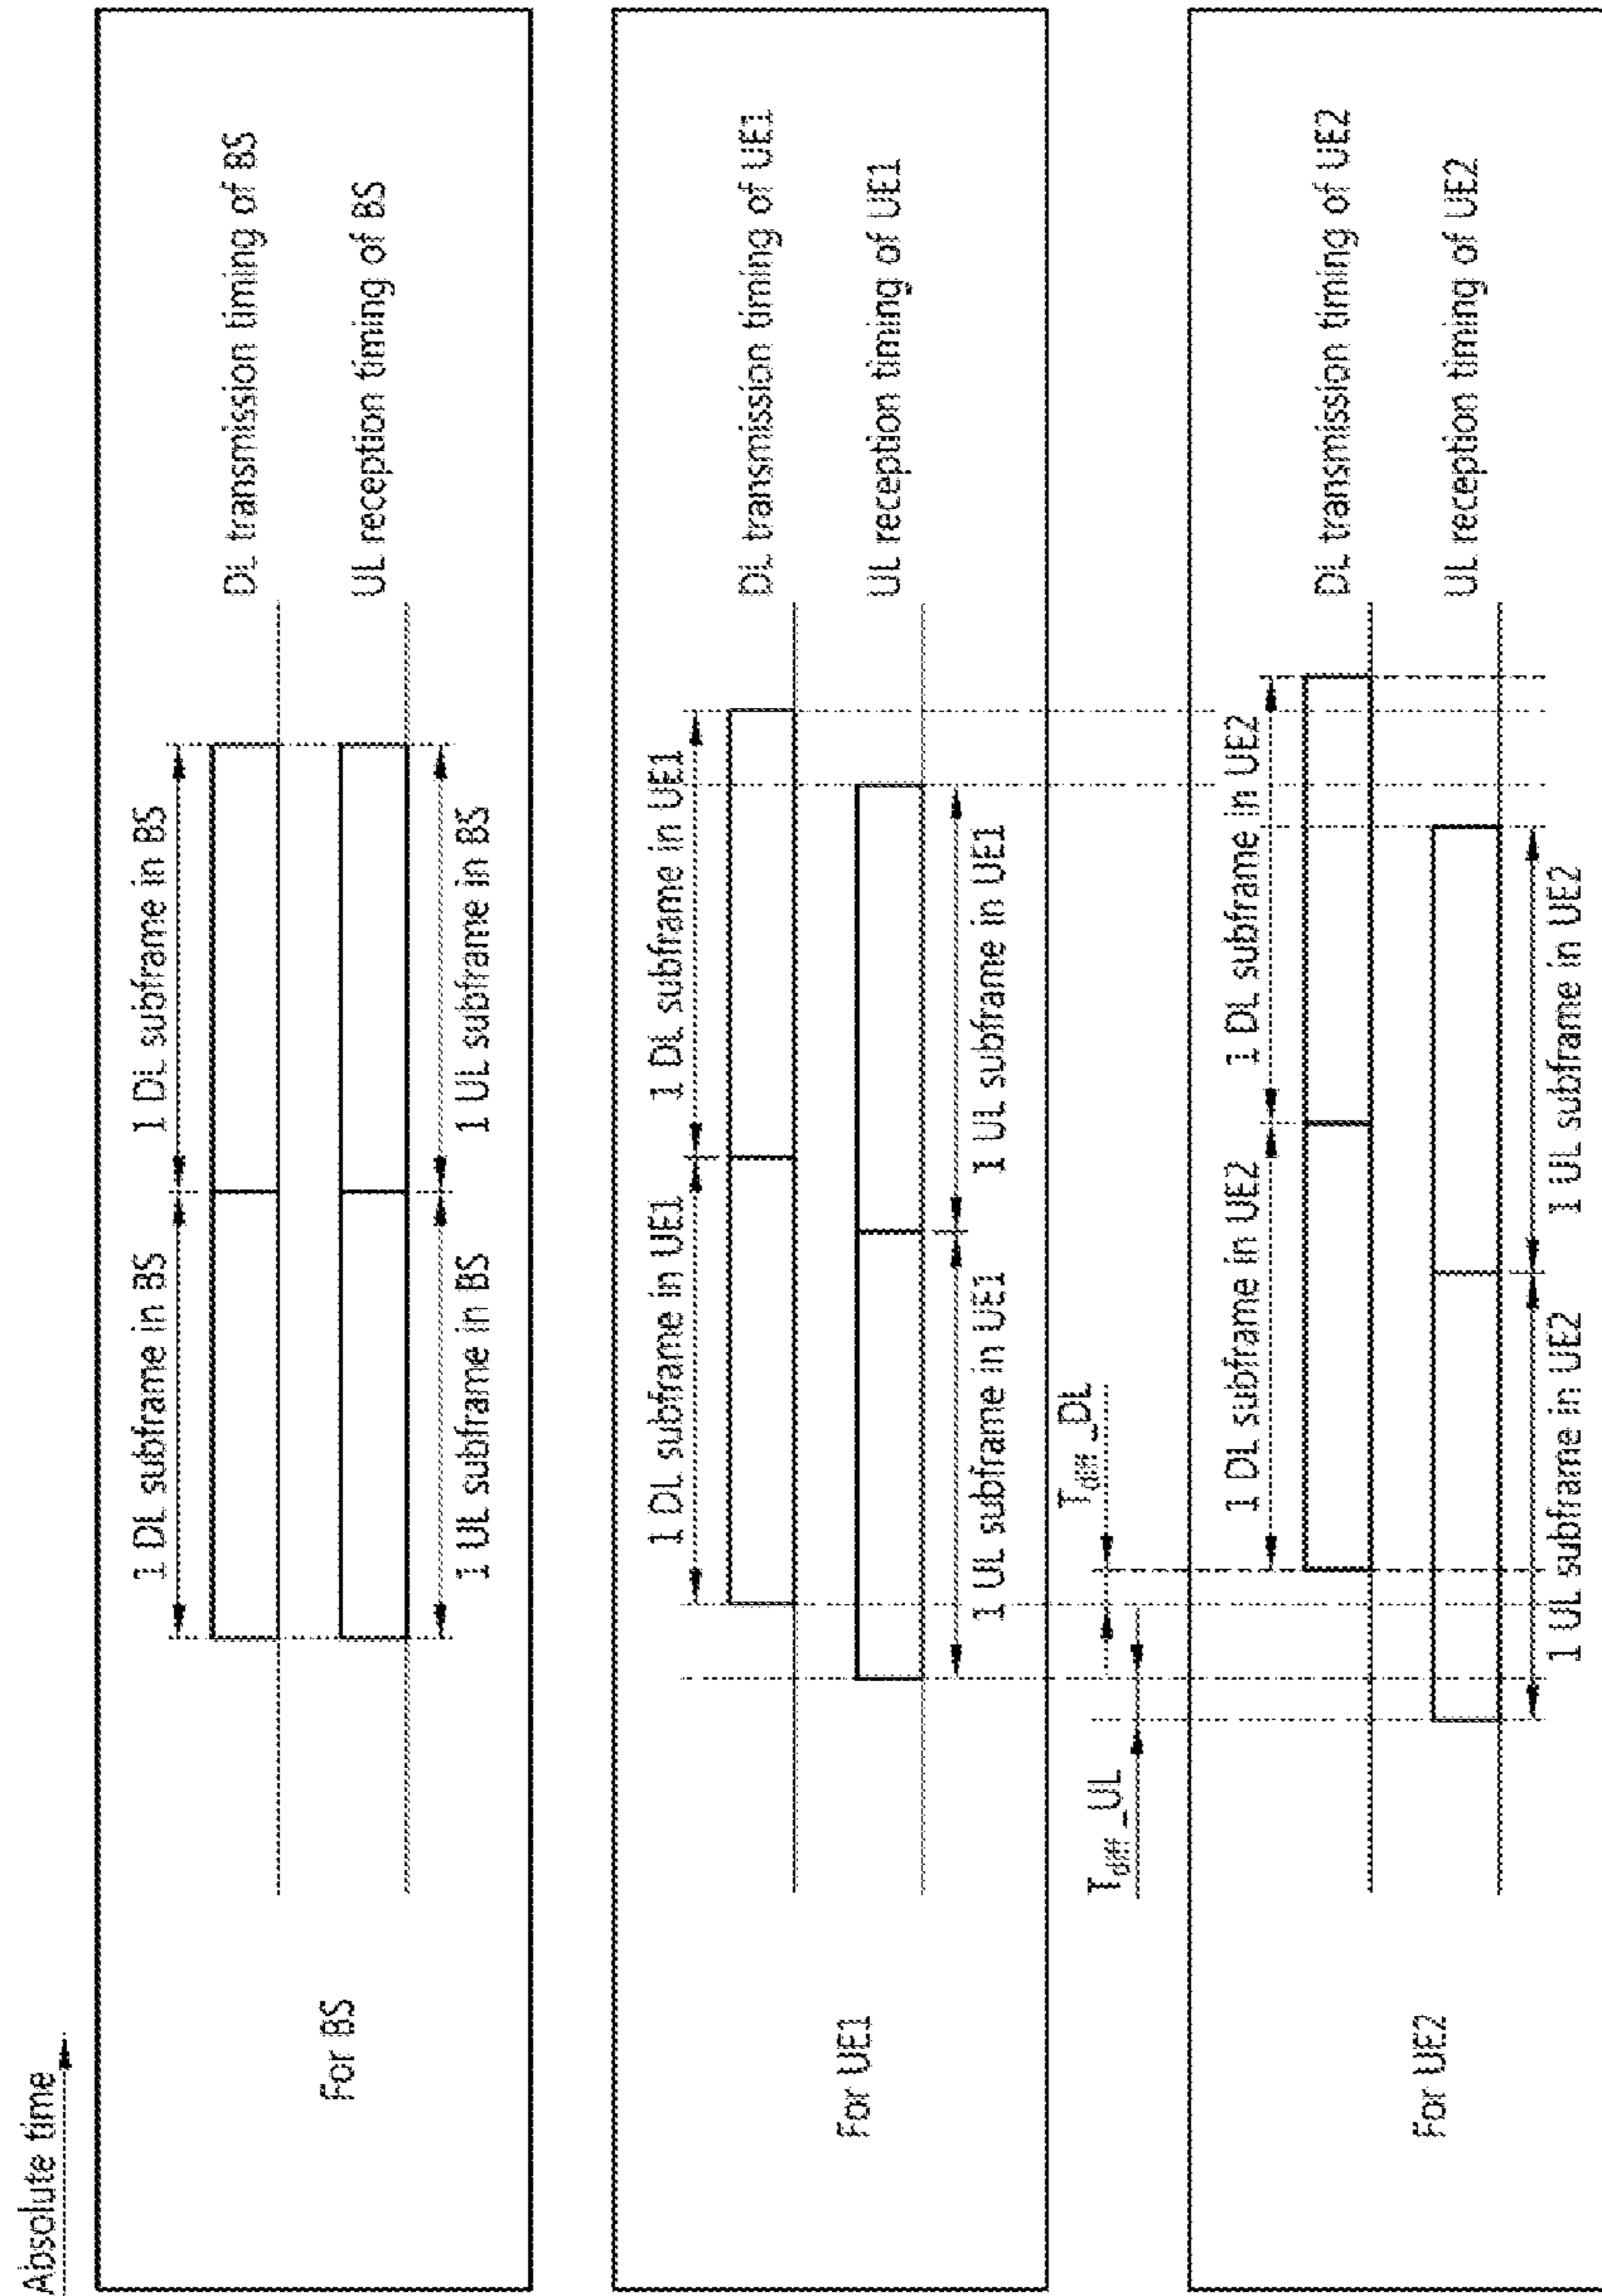 Absolute time
For BS
1 DL subframe in BS
1 DL subframe in BS
DL transmission timing of BS
UL reception timing of BS
1 UL subframe in BS
1 UL subframe in BS
For UE1
1 DL subframe in UE1
1 DL subframe in UE1
DL transmission timing of UE1
UL reception timing of UE1
1 UL subframe in UE1
1 UL subframe in UE1
Tdiff_UL
Tdiff_DL
For UE2
1 DL subframe in UE2
1 DL subframe in UE2
DL transmission timing of UE2
UL reception timing of UE2
1 UL subframe in UE2
1 UL subframe in UE2